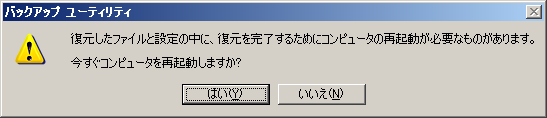 バックアップ ユーティリティ
復元したファイルと設定の中に、復元を完了するためにコンピュータの再起動が必要なものがあります。
今すぐコンピュータを再起動しますか?
はい(Y) いいえ(N)